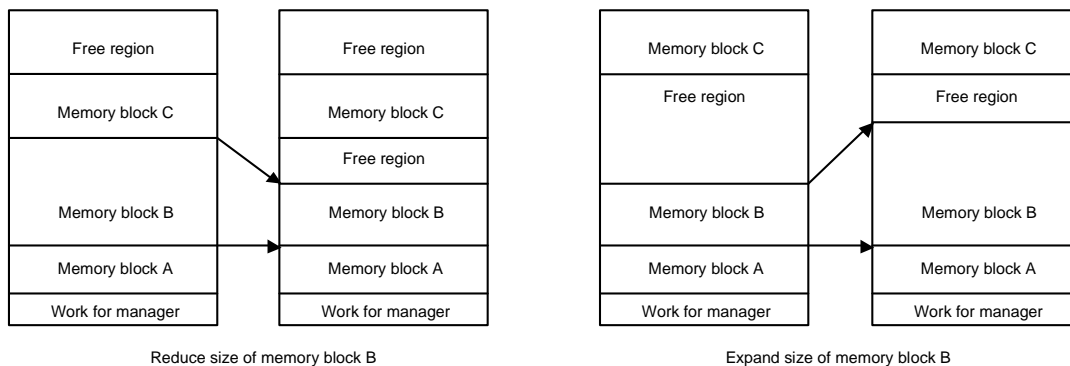 Free region
Memory block C
Memory block B
Memory block A
Work for manager
Free region
Memory block C
Free region
Memory block B
Memory block A
Work for manager
Reduce size of memory block B
Memory block C
Free region
Memory block B
Memory block A
Work for manager
Memory block C
Free region
Memory block B
Memory block A
Work for manager
Expand size of memory block B